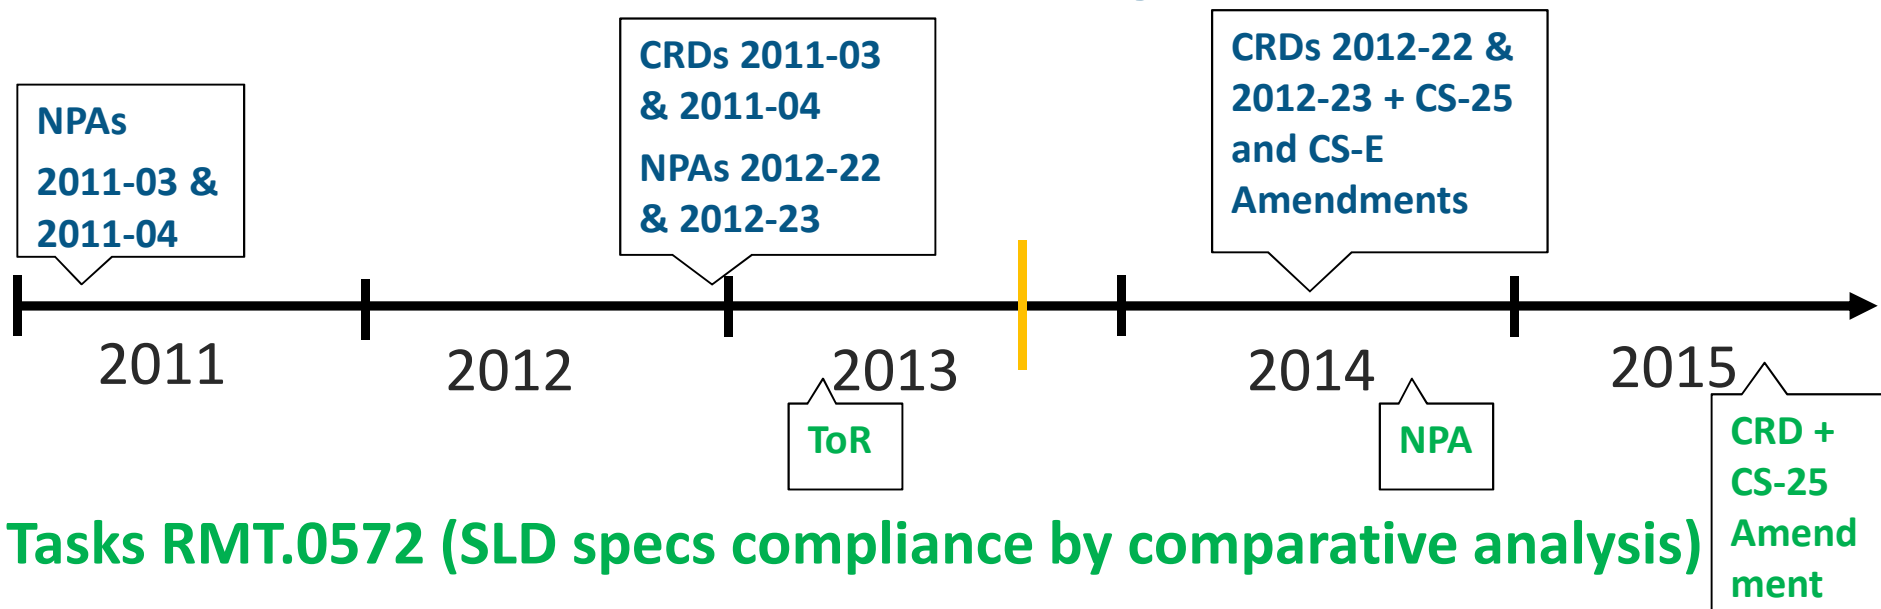 NPAs
2011-03 &
2011-04
CRDs 2011-03
& 2011-04
NPAs 2012-22
& 2012-23
CRDs 2012-22 &
2012-23 + CS-25
and CS-E
Amendments
2011
2012
2013
2014
2015
ToR
NPA
CRD +
CS-25
Amend
ment
Tasks RMT.0572 (SLD specs compliance by comparative analysis)